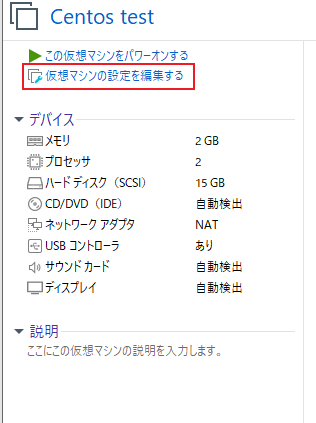 Centos test
この仮想マシンをパワーオンする
仮想マシンの設定を編集する
デバイス
メモリ 2 GB
プロセッサ 2
ハードディスク（SCSI） 15 GB
CD/DVD（IDE） 自動検出
ネットワーク アダプタ NAT
USB コントローラ あり
サウンド カード 自動検出
ディスプレイ 自動検出
説明
ここにこの仮想マシンの説明を入力します。